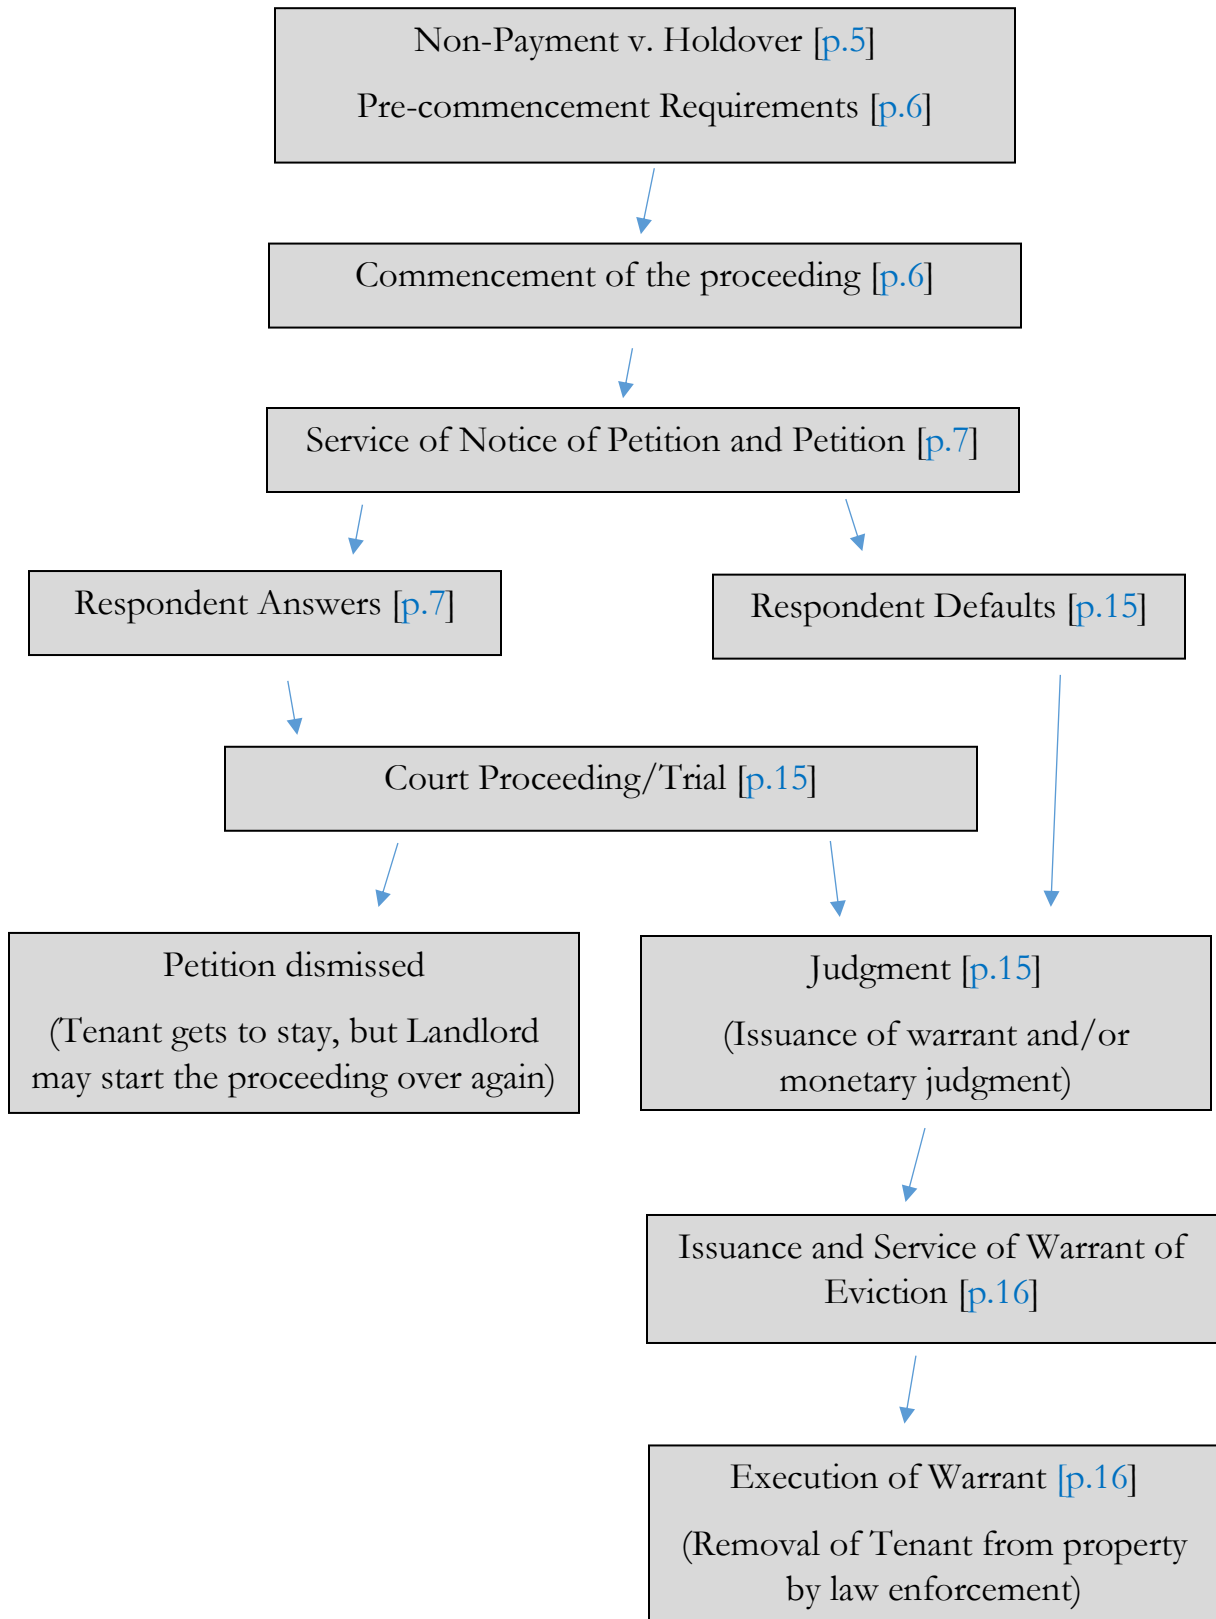 Non-Payment v. Holdover [p.5]
Pre-commencement Requirements [p.6]
Commencement of the proceeding [p.6]
Service of Notice of Petition and Petition [p.7]
Respondent Answers [p.7]
Respondent Defaults [p.15]
Court Proceeding/Trial [p.15]
Petition dismissed
(Tenant gets to stay, but Landlord
may start the proceeding over again)
Judgment [p.15]
(Issuance of warrant and/or
monetary judgment)
Issuance and Service of Warrant of
Eviction [p.16]
Execution of Warrant [p.16]
(Removal of Tenant from property
by law enforcement)